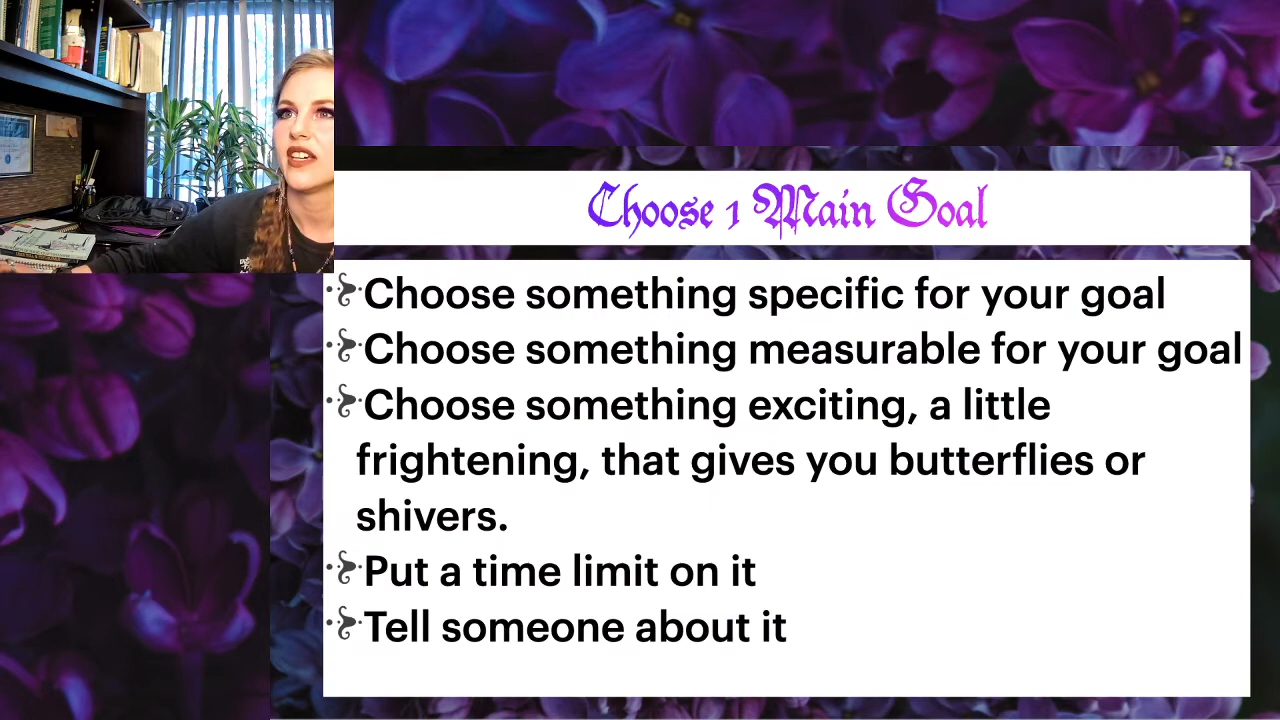 Choose 1 Main Goal
Choose something specific for your goal
Choose something measurable for your goal
Choose something exciting, a little
frightening, that gives you butterflies or
shivers.
Put a time limit on it
Tell someone about it